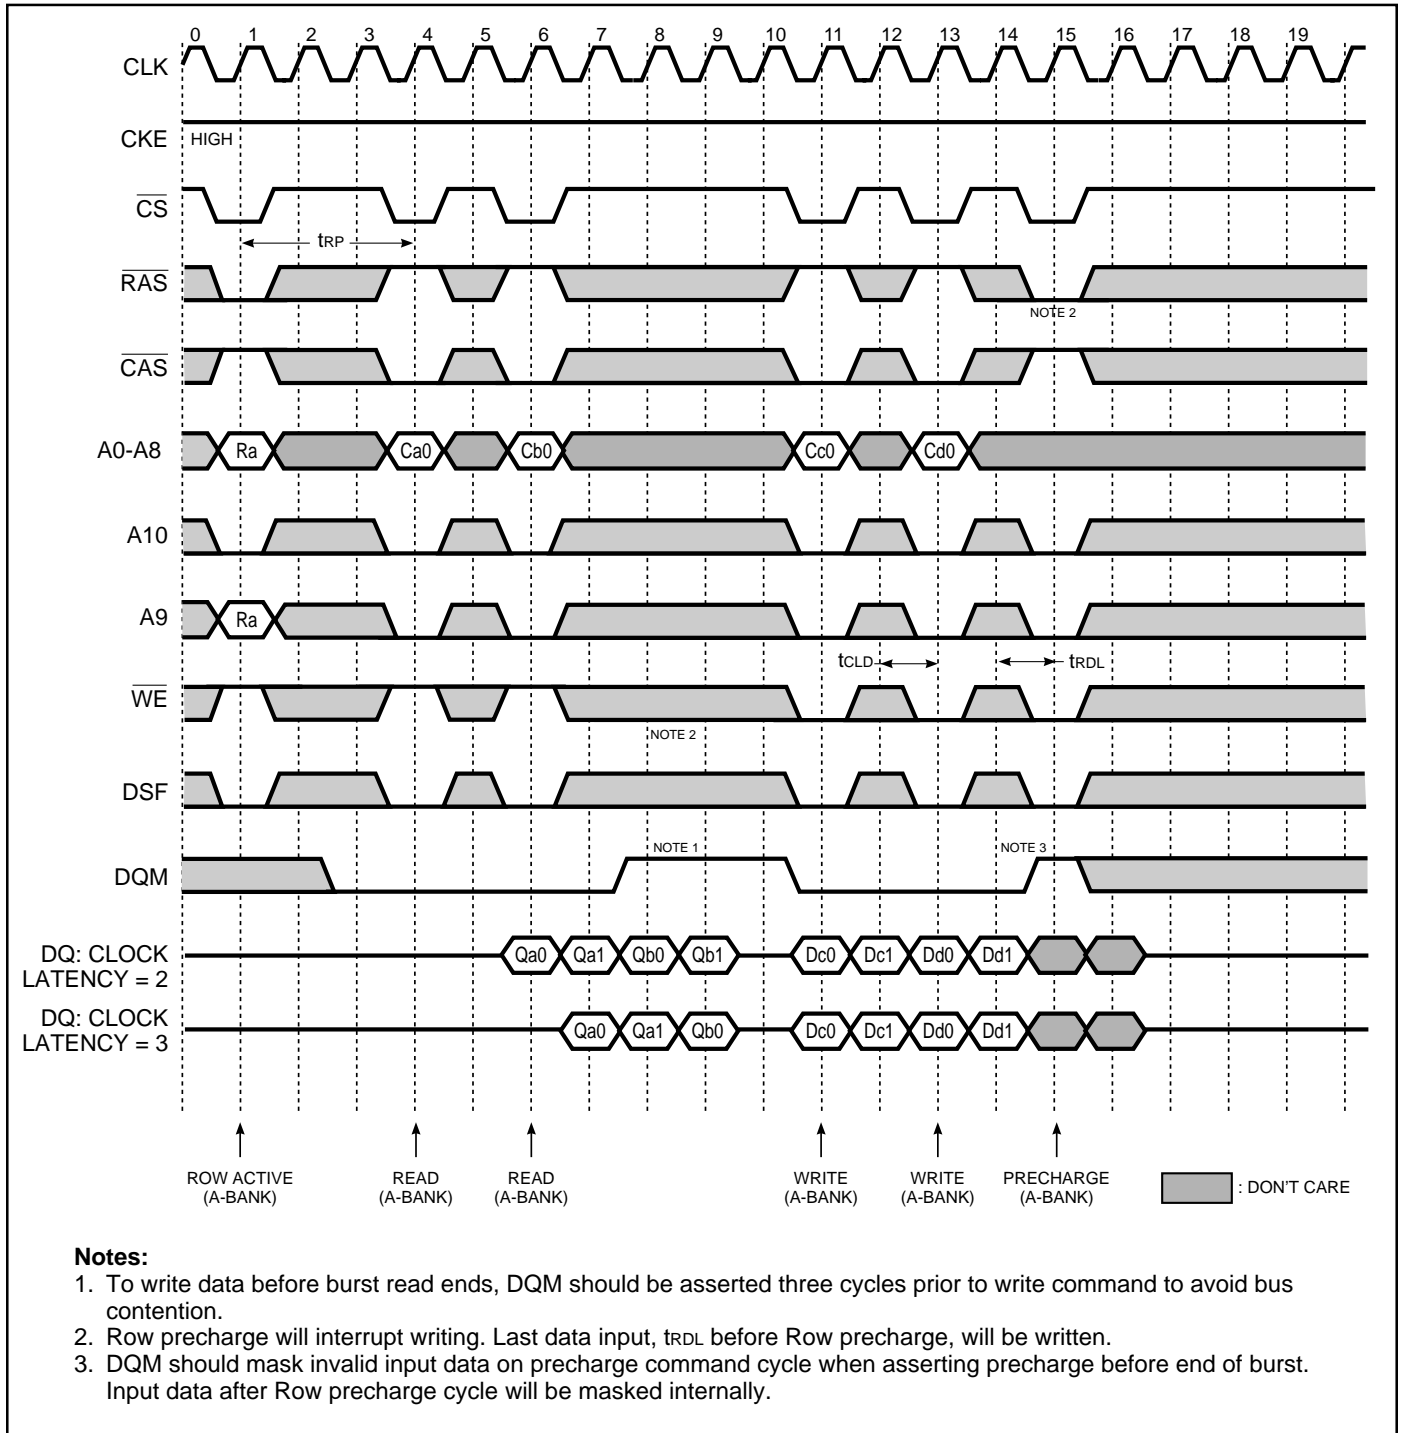 0 1 2 3 4 5 6 7 8 9 10 11 12 13 14 15 16 17 18 19
CLK
CKE HIGH
CS
tRP
RAS
NOTE 2
CAS
A0-A8 Ra Ca0 Cb0 Cc0 Cd0
A10
A9 Ra
tCLD tRDL
WE
NOTE 2
DSF
DQM NOTE 1 NOTE 3
DQ: CLOCK
LATENCY = 2
Qa0 Qa1 Qb0 Qb1 Dc0 Dc1 Dd0 Dd1
DQ: CLOCK
LATENCY = 3
Qa0 Qa1 Qb0 Dc0 Dc1 Dd0 Dd1
ROW ACTIVE
(A-BANK)
READ
(A-BANK)
READ
(A-BANK)
WRITE
(A-BANK)
WRITE
(A-BANK)
PRECHARGE
(A-BANK)
: DON'T CARE
Notes:
1. To write data before burst read ends, DQM should be asserted three cycles prior to write command to avoid bus
contention.
2. Row precharge will interrupt writing. Last data input, tRDL before Row precharge, will be written.
3. DQM should mask invalid input data on precharge command cycle when asserting precharge before end of burst.
Input data after Row precharge cycle will be masked internally.